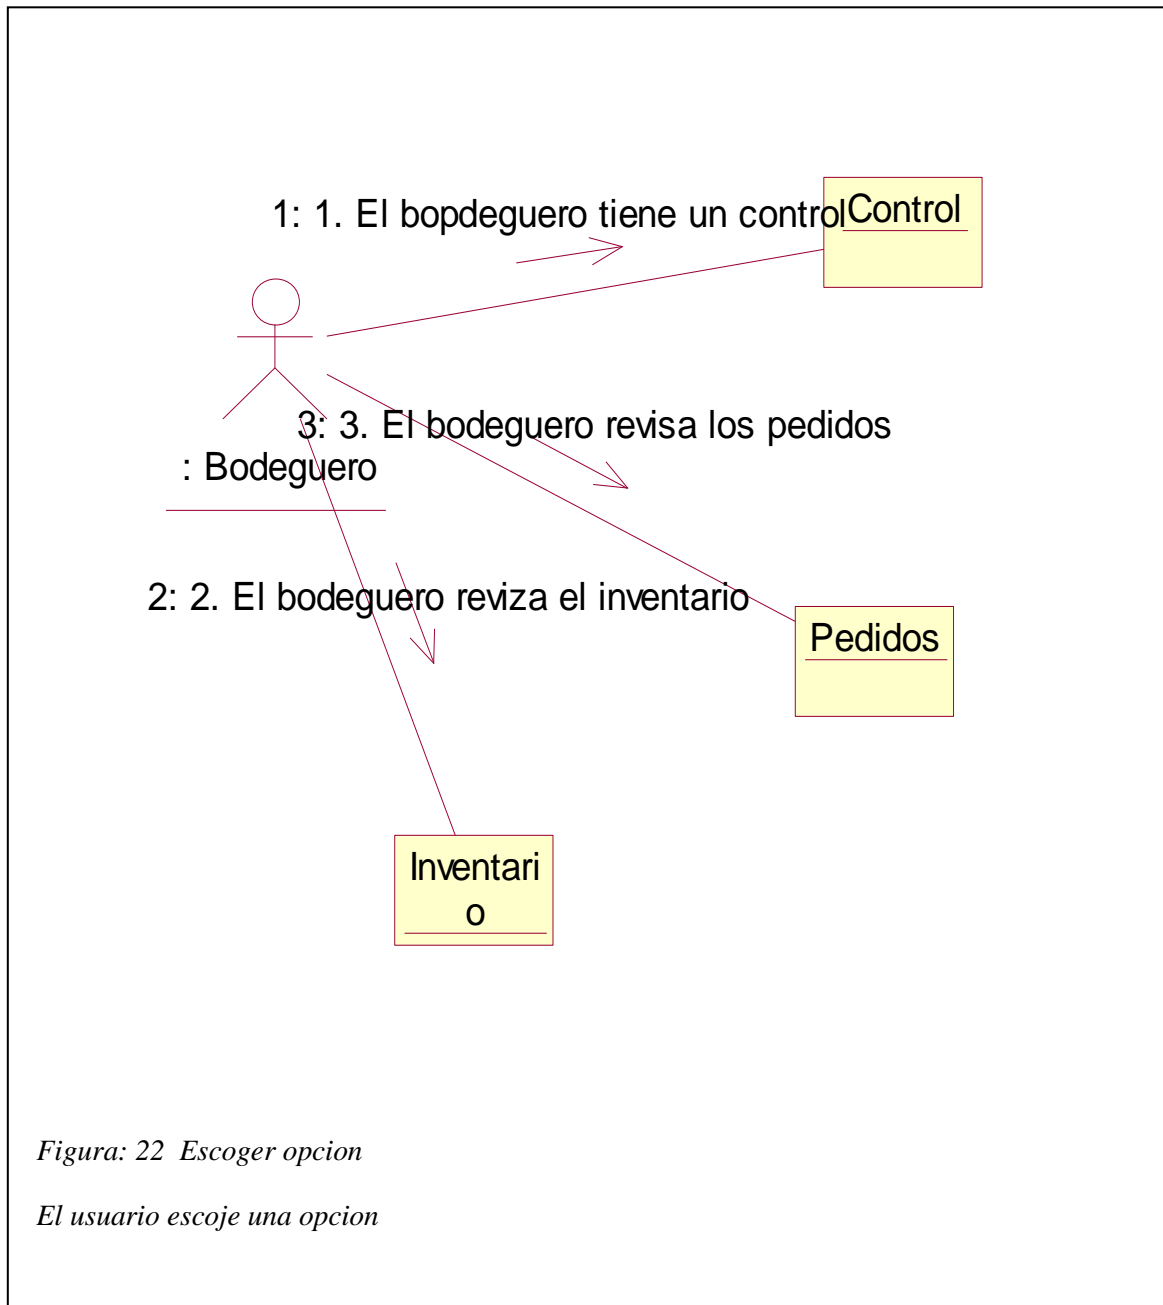 1: 1. El bopdeguero tiene un control
Control
3: 3. El bodeguero revisa los pedidos
: Bodeguero
2: 2. El bodeguero reviza el inventario
Pedidos
Inventari
o
Figura: 22 Escoger opcion
El usuario escoje una opcion